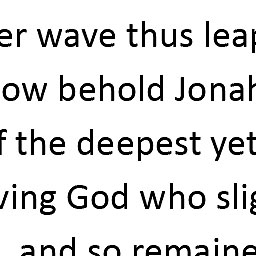 er wave thus leap
ow behold Jonah
f the deepest yet
ving God who slig
and so remaine